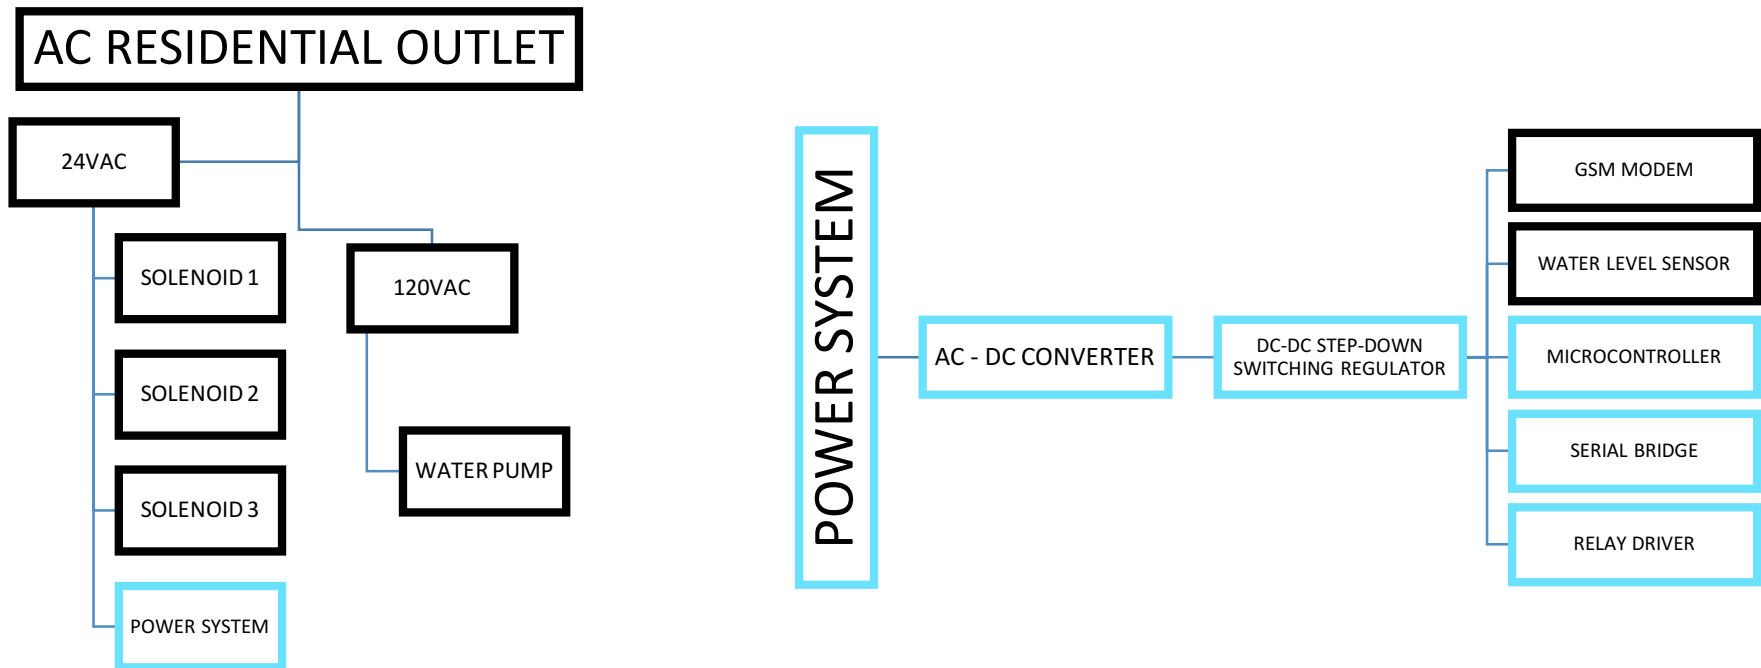 AC RESIDENTIAL OUTLET
24VAC
SOLENOID 1
SOLENOID 2
SOLENOID 3
POWER SYSTEM
120VAC
WATER PUMP
POWER SYSTEM
AC - DC CONVERTER
DC-DC STEP-DOWN
SWITCHING REGULATOR
GSM MODEM
WATER LEVEL SENSOR
MICROCONTROLLER
SERIAL BRIDGE
RELAY DRIVER